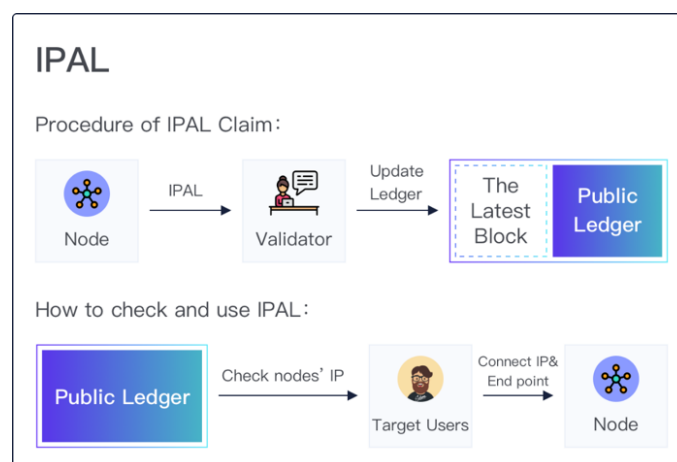 IPAL
Procedure of IPAL Claim:
Node
IPAL
Validator
Update
Ledger
The
Latest
Block
Public
Ledger
How to check and use IPAL:
Public Ledger
Check nodes' IP
Target Users
Connect IP&
End point
Node